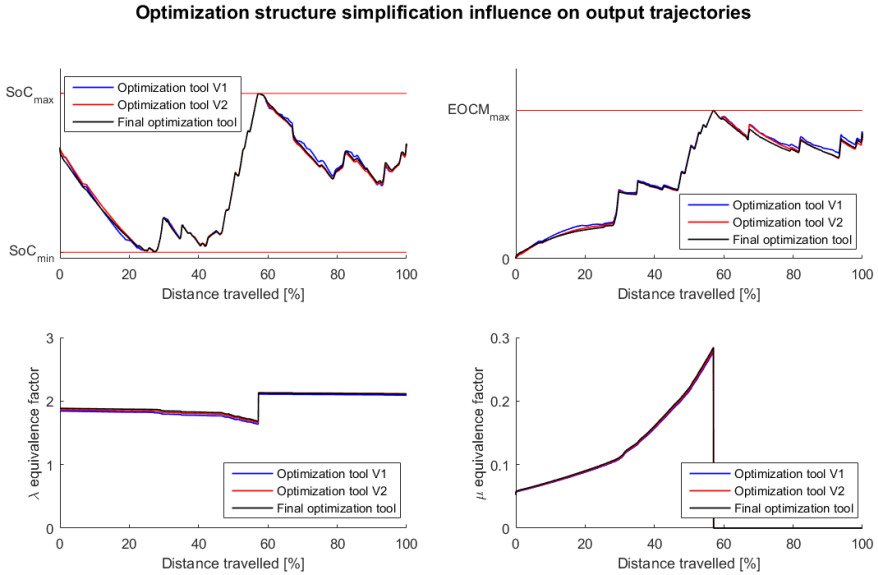 Optimization structure simplification influence on output trajectories
SoCmax
SoCmin
Optimization tool V1
Optimization tool V2
Final optimization tool
0 20 40 60 80 100
Distance travelled [%]
EOCMmax
0
Optimization tool V1
Optimization tool V2
Final optimization tool
0 20 40 60 80 100
Distance travelled [%]
λ equivalence factor
3
2
1
0
Optimization tool V1
Optimization tool V2
Final optimization tool
0 20 40 60 80 100
Distance travelled [%]
μ equivalence factor
0.3
0.2
0.1
0
Optimization tool V1
Optimization tool V2
Final optimization tool
0 20 40 60 80 100
Distance travelled [%]